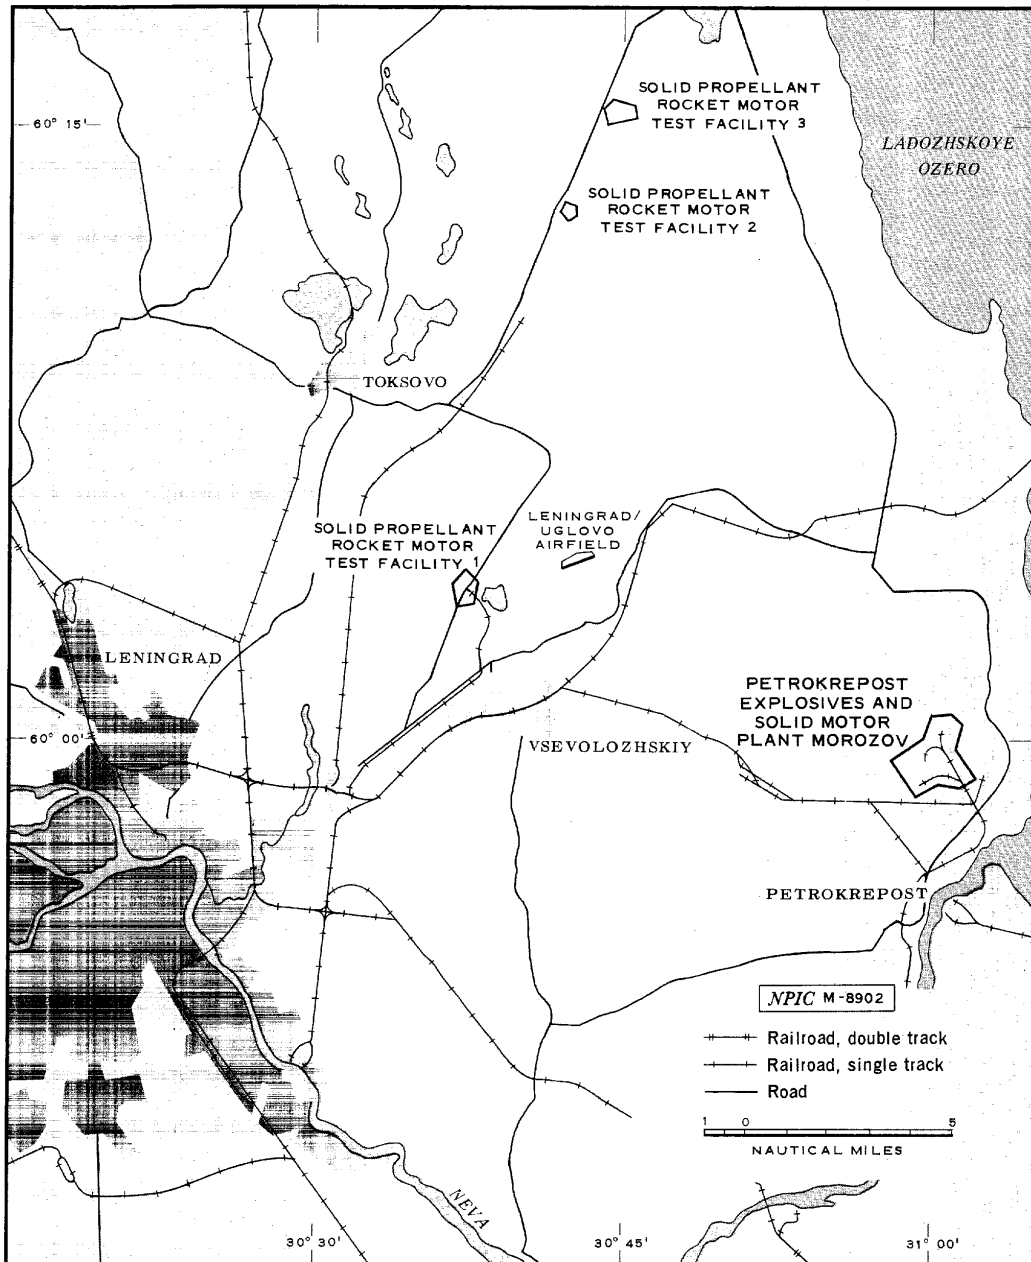 SOLID PROPELLANT
ROCKET MOTOR
TEST FACILITY 3
60° 15'
LADOZHSKOYE
OZERO
SOLID PROPELLANT
ROCKET MOTOR
TEST FACILITY 2
TOKSOVO
SOLID PROPELLANT
ROCKET MOTOR
TEST FACILITY 1
LENINGRAD/
UGLOVO
AIRFIELD
LENINGRAD
PETROKREPOST
EXPLOSIVES AND
SOLID MOTOR
PLANT MOROZOV
60° 00'
VSEVOLOZHSKIY
PETROKREPOST
NPIC M-8902
Railroad, double track
Railroad, single track
Road
1 0 5
NAUTICAL MILES
NEVA
30° 30'
30° 45'
31° 00'